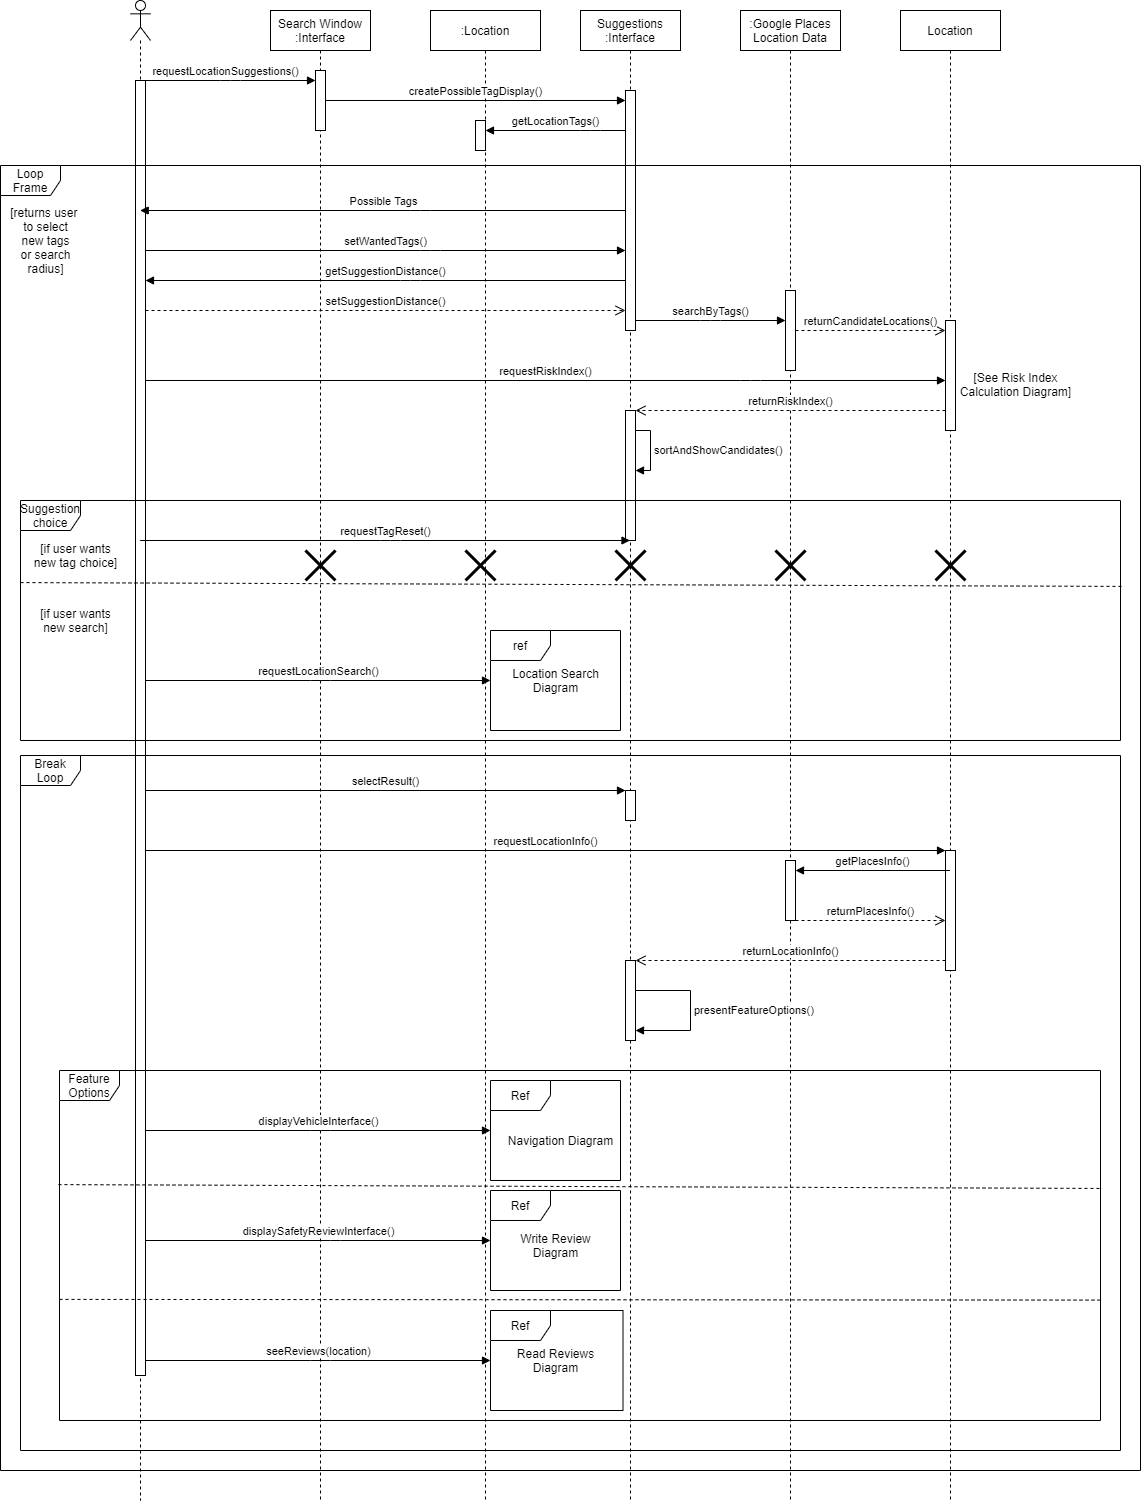 Search Window
:Interface
:Location
Suggestions
:Interface
:Google Places
Location Data
Location
requestLocationSuggestions()
createPossibleTagDisplay()
getLocationTags()
Loop
Frame
[returns user
to select
new tags
or search
radius]
Possible Tags
setWantedTags()
getSuggestionDistance()
setSuggestionDistance()
searchByTags()
returnCandidateLocations()
requestRiskIndex()
[See Risk Index
Calculation Diagram]
returnRiskIndex()
sortAndShowCandidates()
Suggestion
choice
requestTagReset()
[if user wants
new tag choice]
[if user wants
new search]
ref
requestLocationSearch()
Location Search
Diagram
Break
Loop
selectResult()
requestLocationInfo()
getPlacesInfo()
returnPlacesInfo()
returnLocationInfo()
presentFeatureOptions()
Feature
Options
Ref
displayVehicleInterface()
Navigation Diagram
Ref
displaySafetyReviewInterface()
Write Review
Diagram
Ref
seeReviews(location)
Read Reviews
Diagram